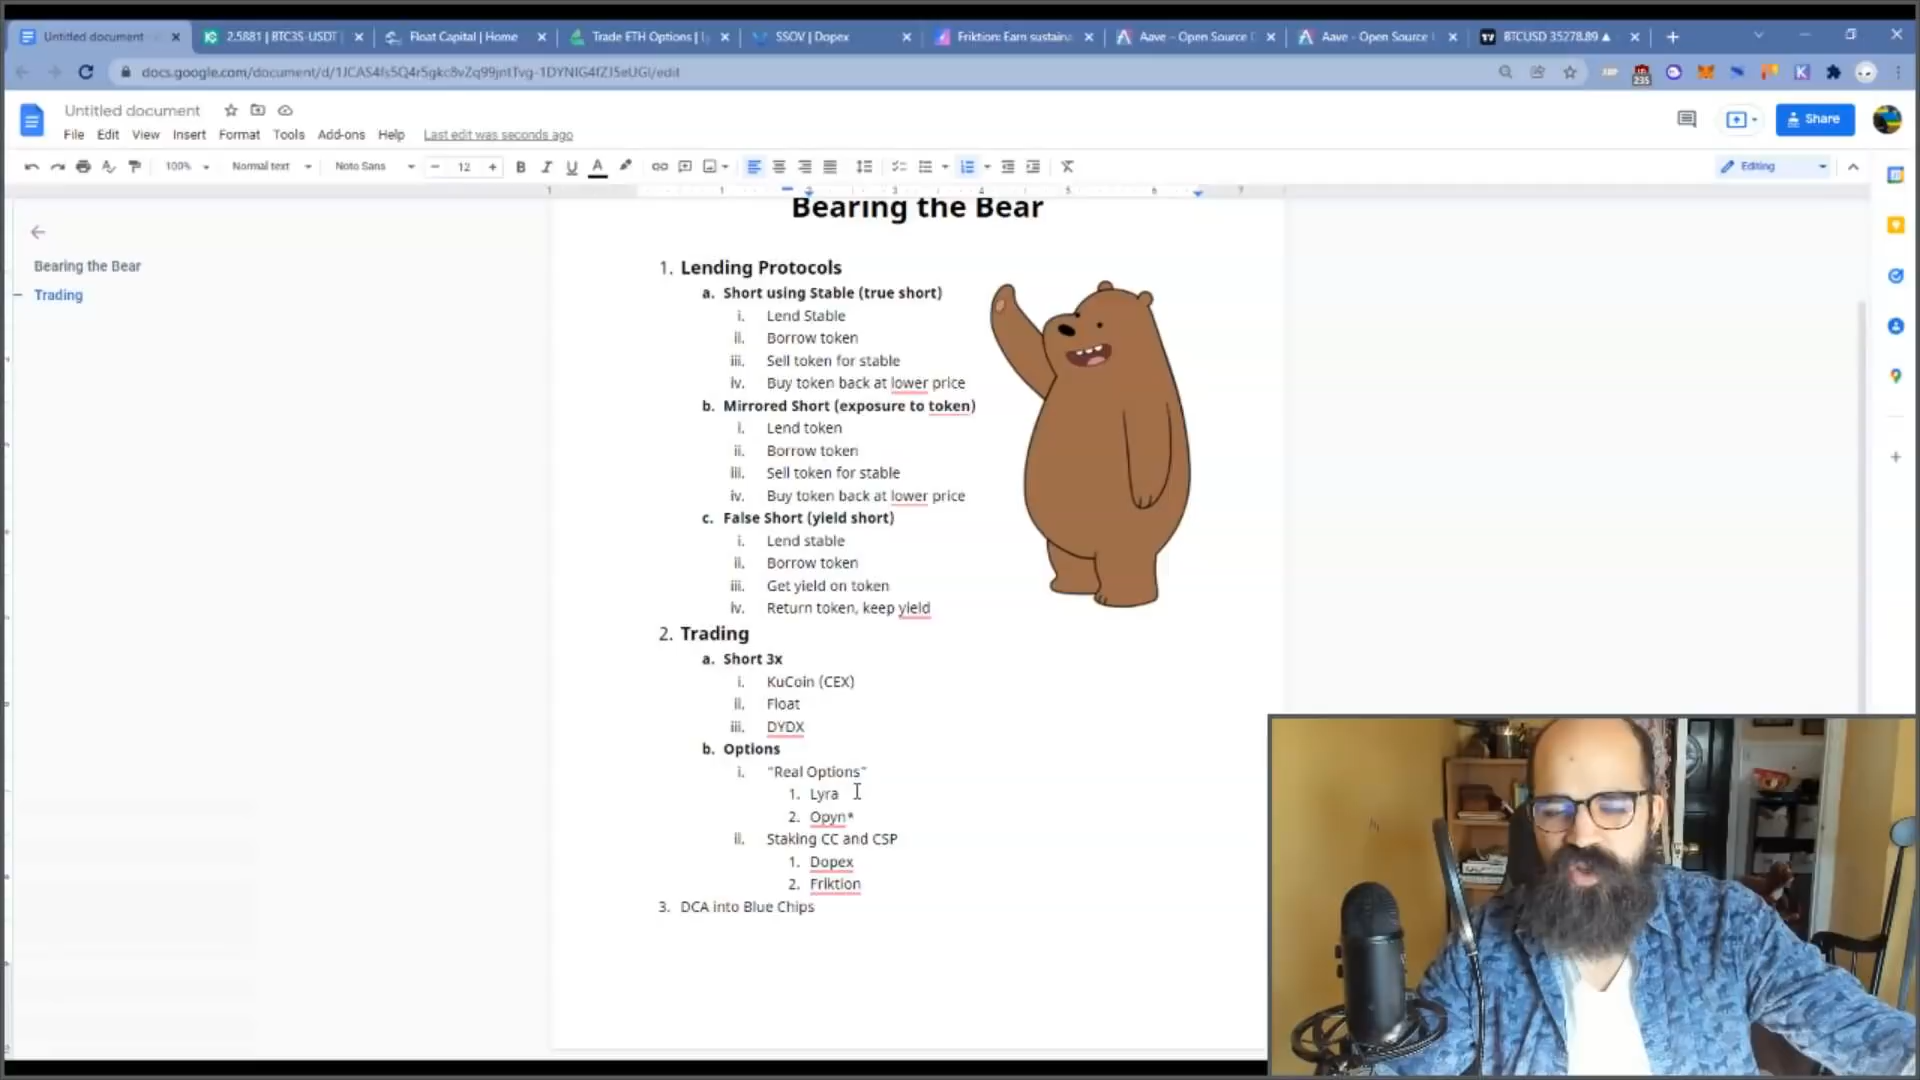 Untitled document
2.5881 | BTC3S-USDT
Float Capital | Home
Trade ETH Options | L
SSOV | Dopex
Friktion: Earn sustaina
Aave – Open Source
Aave - Open Source
BTCUSD 35278.89 ▲
docs.google.com/document/d/
Untitled document
File Edit View Insert Format Tools Add-ons Help Last edit was seconds ago
235
Share
100% Normal text Noto Sans 12 Editing
Bearing the Bear
Trading
Bearing the Bear
1. Lending Protocols
a. Short using Stable (true short)
i. Lend Stable
ii. Borrow token
iii. Sell token for stable
iv. Buy token back at lower price
b. Mirrored Short (exposure to token)
i. Lend token
ii. Borrow token
iii. Sell token for stable
iv. Buy token back at lower price
c. False Short (yield short)
i. Lend stable
ii. Borrow token
iii. Get yield on token
iv. Return token, keep yield
2. Trading
a. Short 3x
i. KuCoin (CEX)
ii. Float
iii. DYDX
b. Options
i. "Real Options"
1. Lyra
2. Opyn*
ii. Staking CC and CSP
1. Dopex
2. Friktion
3. DCA into Blue Chips